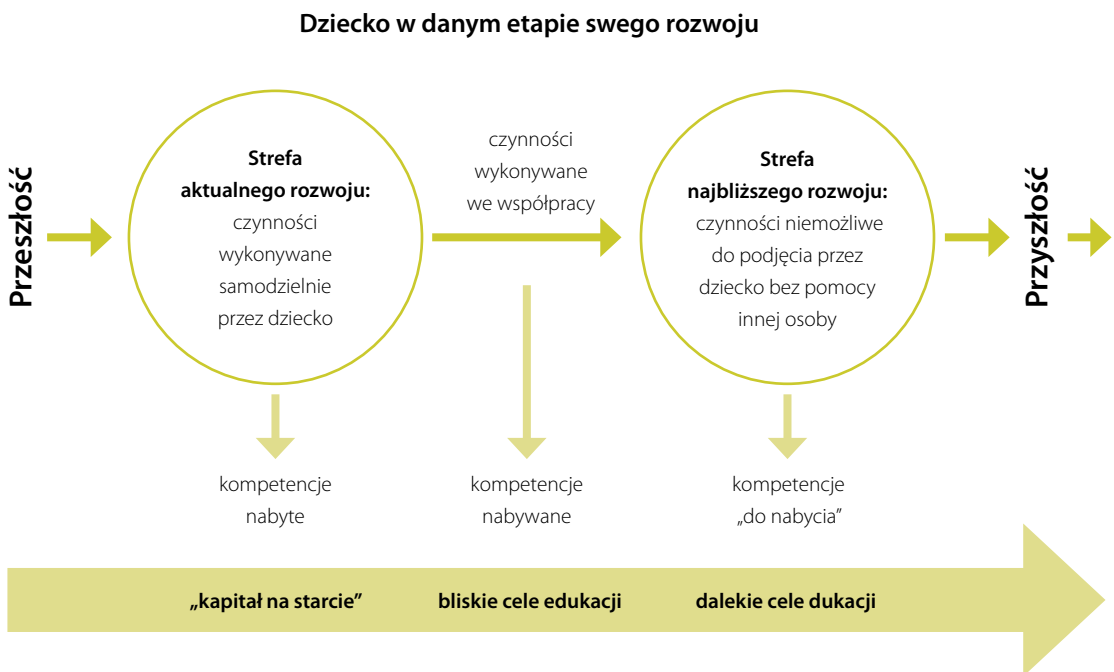 Dziecko w danym etapie swego rozwoju
Przeszłość
Strefa
aktualnego rozwoju:
czynności
wykonywane
samodzielnie
przez dziecko
czynności
wykonywane
we współpracy
Strefa
najbliższego rozwoju:
czynności niemożliwe
do podjęcia przez
dziecko bez pomocy
innej osoby
Przyszłość
kompetencje
nabyte
kompetencje
nabywane
kompetencje
„do nabycia”
„kapitał na starcie”
bliskie cele edukacji
dalekie cele dukacji